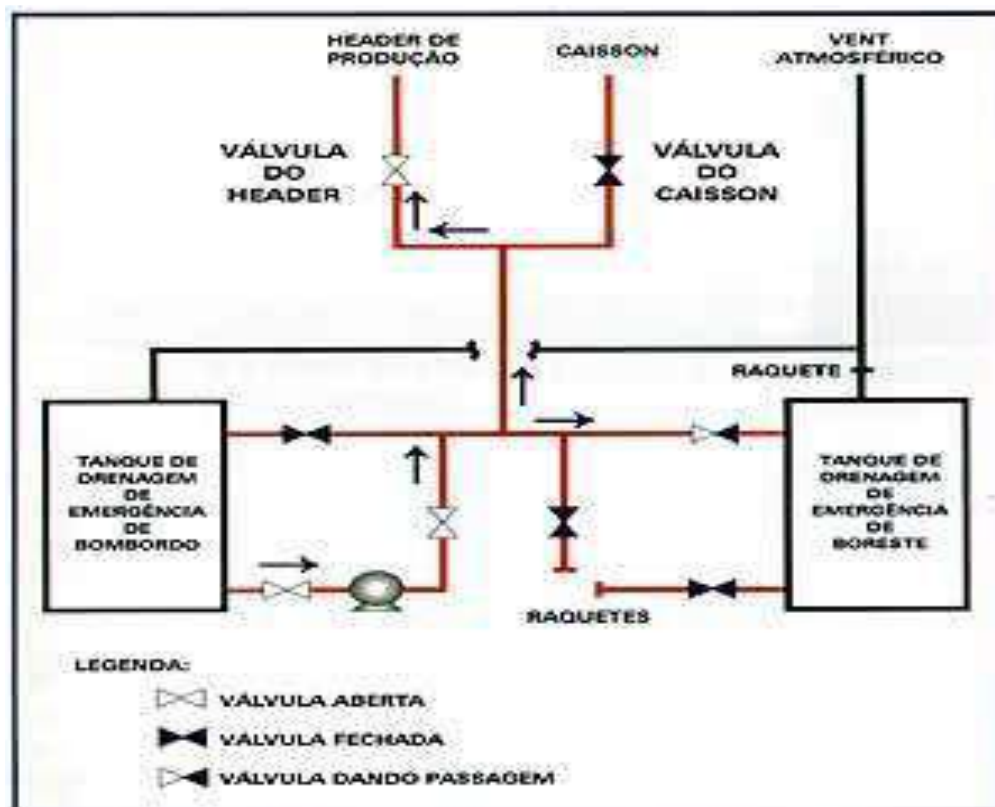 HEADER DE
PRODUÇÃO
CAISSON
VENT
ATMOSFÉRICO
VÁLVULA
DO
HEADER
VÁLVULA
DO
CAISSON
RAQUETE
TANQUE DE
DRENAGEM
DE
EMERGÊNCIA
DE
BOMBORDO
TANQUE DE
DRENAGEM
DE
EMERGÊNCIA
DE
BORESTE
RAQUETES
LEGENDA:
VÁLVULA ABERTA
VÁLVULA FECHADA
VÁLVULA DANDO PASSAGEM